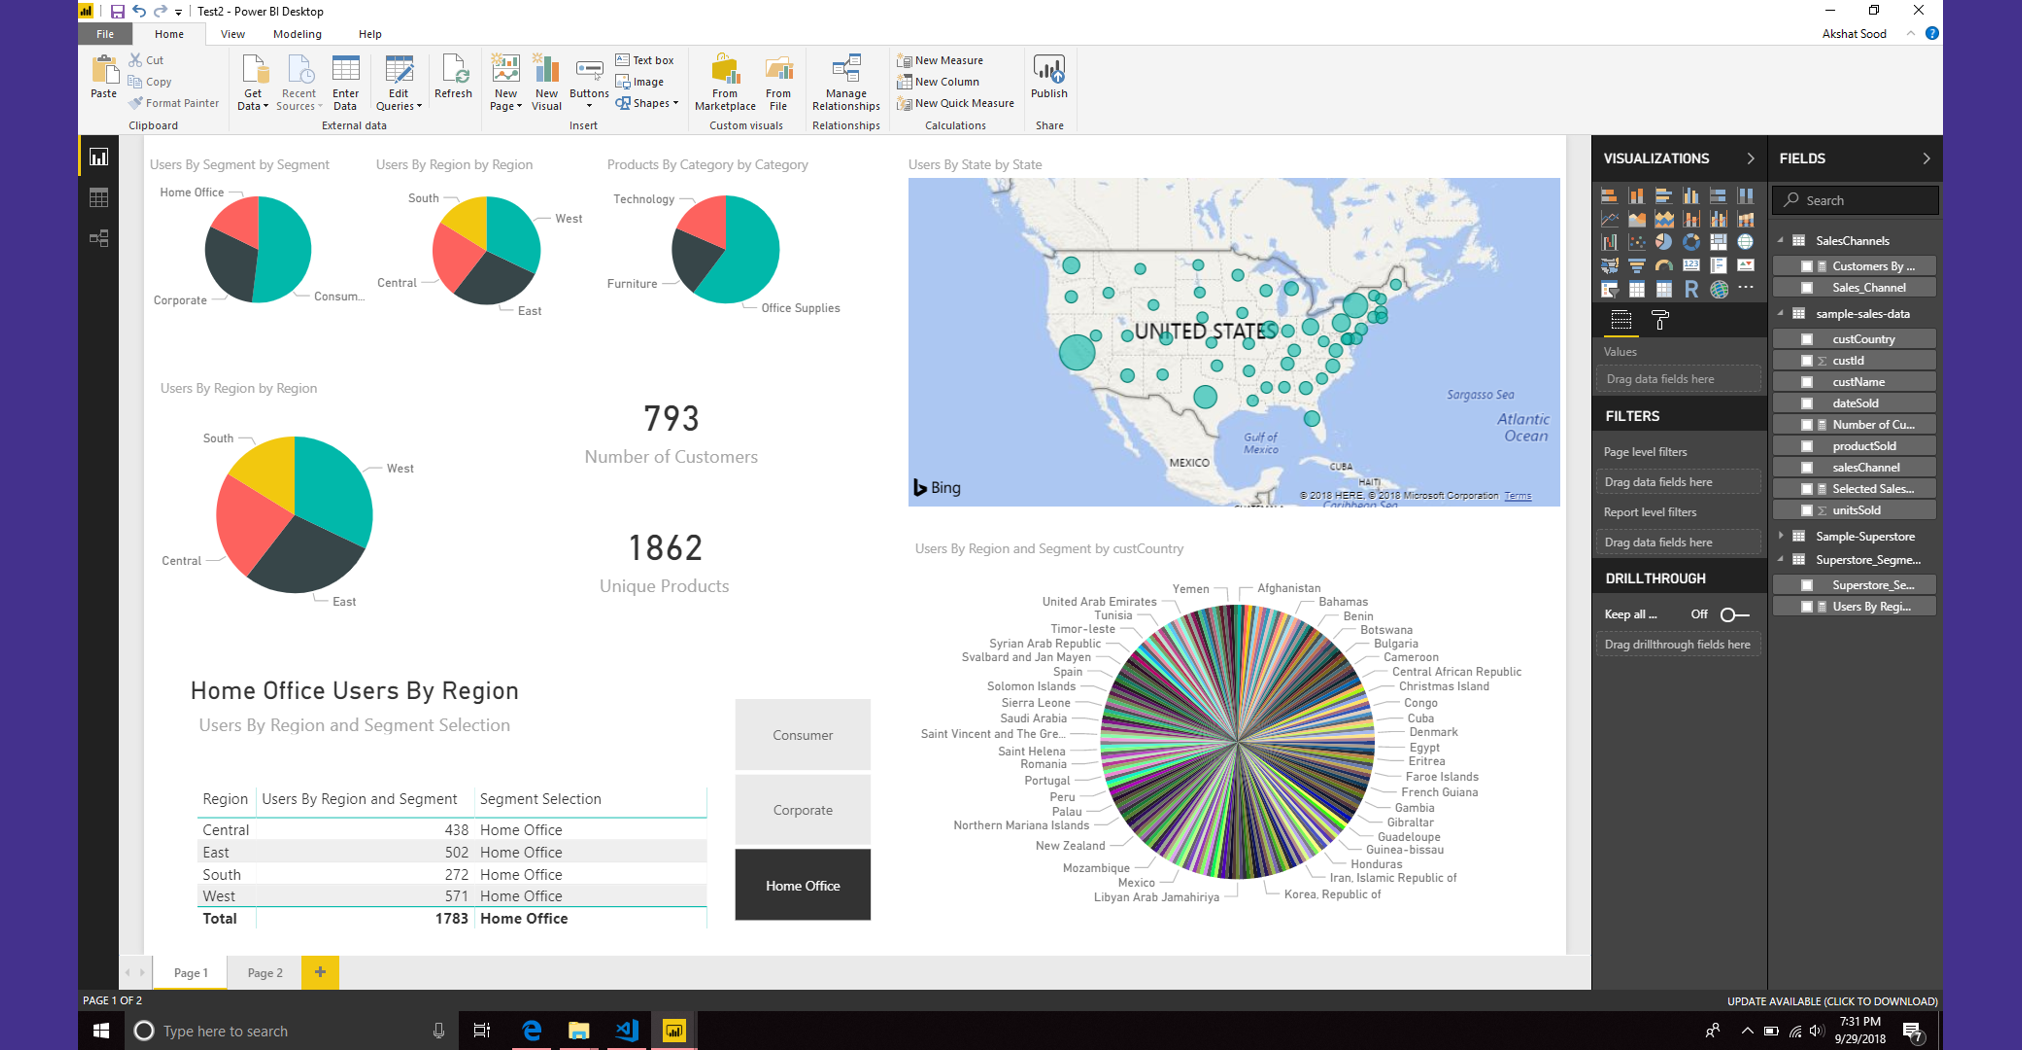 Test2 - Power BI Desktop
File Home View Modeling Help
Akshat Sood
Paste
Cut
Copy
Format Painter
Clipboard
Get Data
Recent Sources
Enter Data
Edit Queries
Refresh
External data
New Page
New Visual
Buttons
Text box
Image
Shapes
Insert
From Marketplace
From File
Custom visuals
Manage Relationships
Relationships
New Measure
New Column
New Quick Measure
Calculations
Publish
Share
Users By Segment by Segment
Home Office
Corporate
Consum...
Users By Region by Region
South
West
Central
East
Products By Category by Category
Technology
Furniture
Office Supplies
Users By State by State
UNITED STATES
MEXICO
Gulf of Mexico
CUBA
HAITI
Sargasso Sea
Atlantic Ocean
Caribbean Sea
Bing
© 2018 HERE, © 2018 Microsoft Corporation Terms
Users By Region by Region
South
West
Central
East
793
Number of Customers
1862
Unique Products
Users By Region and Segment by custCountry
Yemen
Afghanistan
United Arab Emirates
Bahamas
Tunisia
Benin
Timor-leste
Botswana
Syrian Arab Republic
Bulgaria
Svalbard and Jan Mayen
Cameroon
Spain
Central African Republic
Solomon Islands
Christmas Island
Sierra Leone
Congo
Saudi Arabia
Cuba
Saint Vincent and The Gre...
Denmark
Saint Helena
Egypt
Romania
Eritrea
Portugal
Faroe Islands
Peru
French Guiana
Palau
Gambia
Northern Mariana Islands
Gibraltar
New Zealand
Guadeloupe
Guinea-bissau
Mozambique
Honduras
Mexico
Iran, Islamic Republic of
Libyan Arab Jamahiriya
Korea, Republic of
Home Office Users By Region
Users By Region and Segment Selection
Region Users By Region and Segment Segment Selection
Central 438 Home Office
East 502 Home Office
South 272 Home Office
West 571 Home Office
Total 1783 Home Office
Consumer
Corporate
Home Office
VISUALIZATIONS
Values
Drag data fields here
FILTERS
Page level filters
Drag data fields here
Report level filters
Drag data fields here
DRILLTHROUGH
Keep all ... Off
Drag drillthrough fields here
FIELDS
Search
SalesChannels
Customers By ...
Sales_Channel
sample-sales-data
custCountry
custId
custName
dateSold
Number of Cu...
productSold
salesChannel
Selected Sales...
unitsSold
Sample-Superstore
Superstore_Segme...
Superstore_Se...
Users By Regi...
Page 1 Page 2 +
PAGE 1 OF 2
UPDATE AVAILABLE (CLICK TO DOWNLOAD)
Type here to search
7:31 PM
9/29/2018
7